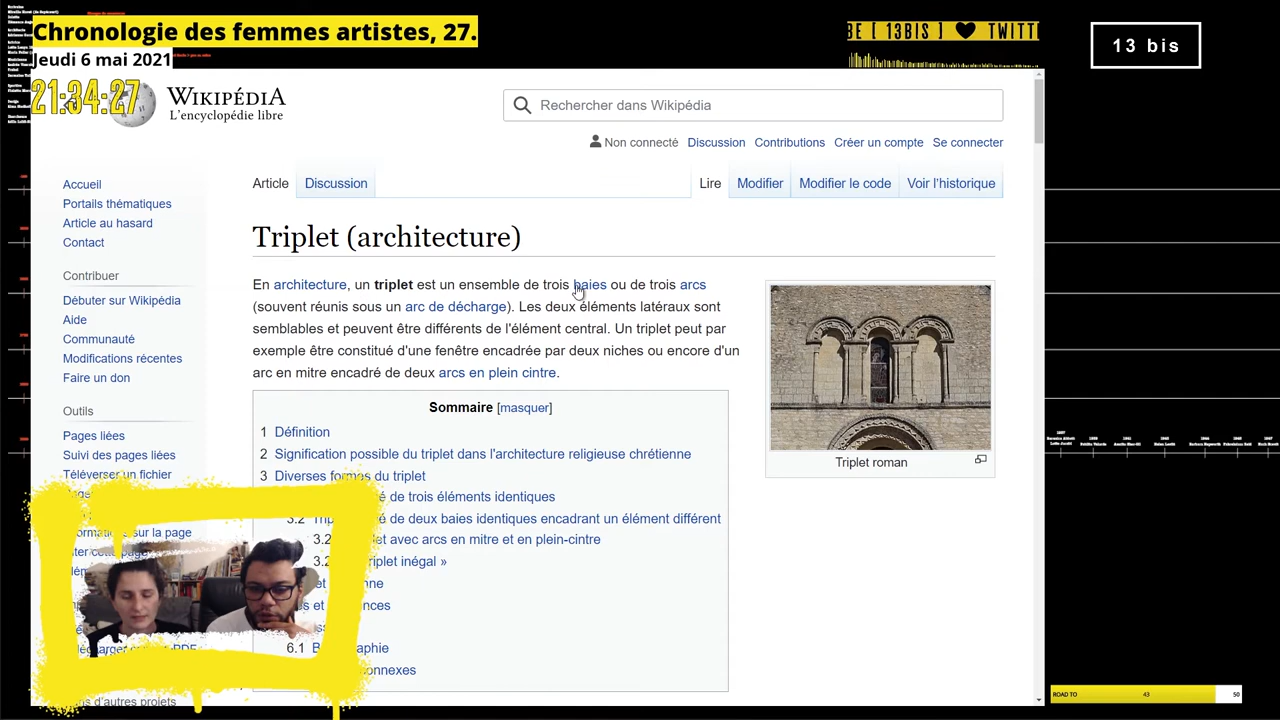 Chronologie des femmes artistes, 27.
Jeudi 6 mai 2021
21:34:27
BE [ 13BIS ] ♥ TWITT
13 bis
WIKIPÉDIA
L'encyclopédie libre
Rechercher dans Wikipédia
Non connecté Discussion Contributions Créer un compte Se connecter
Article Discussion Lire Modifier Modifier le code Voir l'historique
Accueil
Portails thématiques
Article au hasard
Contact
Contribuer
Débuter sur Wikipédia
Aide
Communauté
Modifications récentes
Faire un don
Outils
Pages liées
Suivi des pages liées
Téléverser un fichier
Triplet (architecture)
En architecture, un triplet est un ensemble de trois baies ou de trois arcs
(souvent réunis sous un arc de décharge). Les deux éléments latéraux sont
semblables et peuvent être différents de l'élément central. Un triplet peut par
exemple être constitué d'une fenêtre encadrée par deux niches ou encore d'un
arc en mitre encadré de deux arcs en plein cintre.
Triplet roman
Sommaire [masquer]
1 Définition
2 Signification possible du triplet dans l'architecture religieuse chrétienne
3 Diverses formes du triplet
de trois éléments identiques
3.2 de deux baies identiques encadrant un élément différent
avec arcs en mitre et en plein-cintre
triplet inégal »
6.1
sur la page
d'autres projets
ROAD TO 43 50